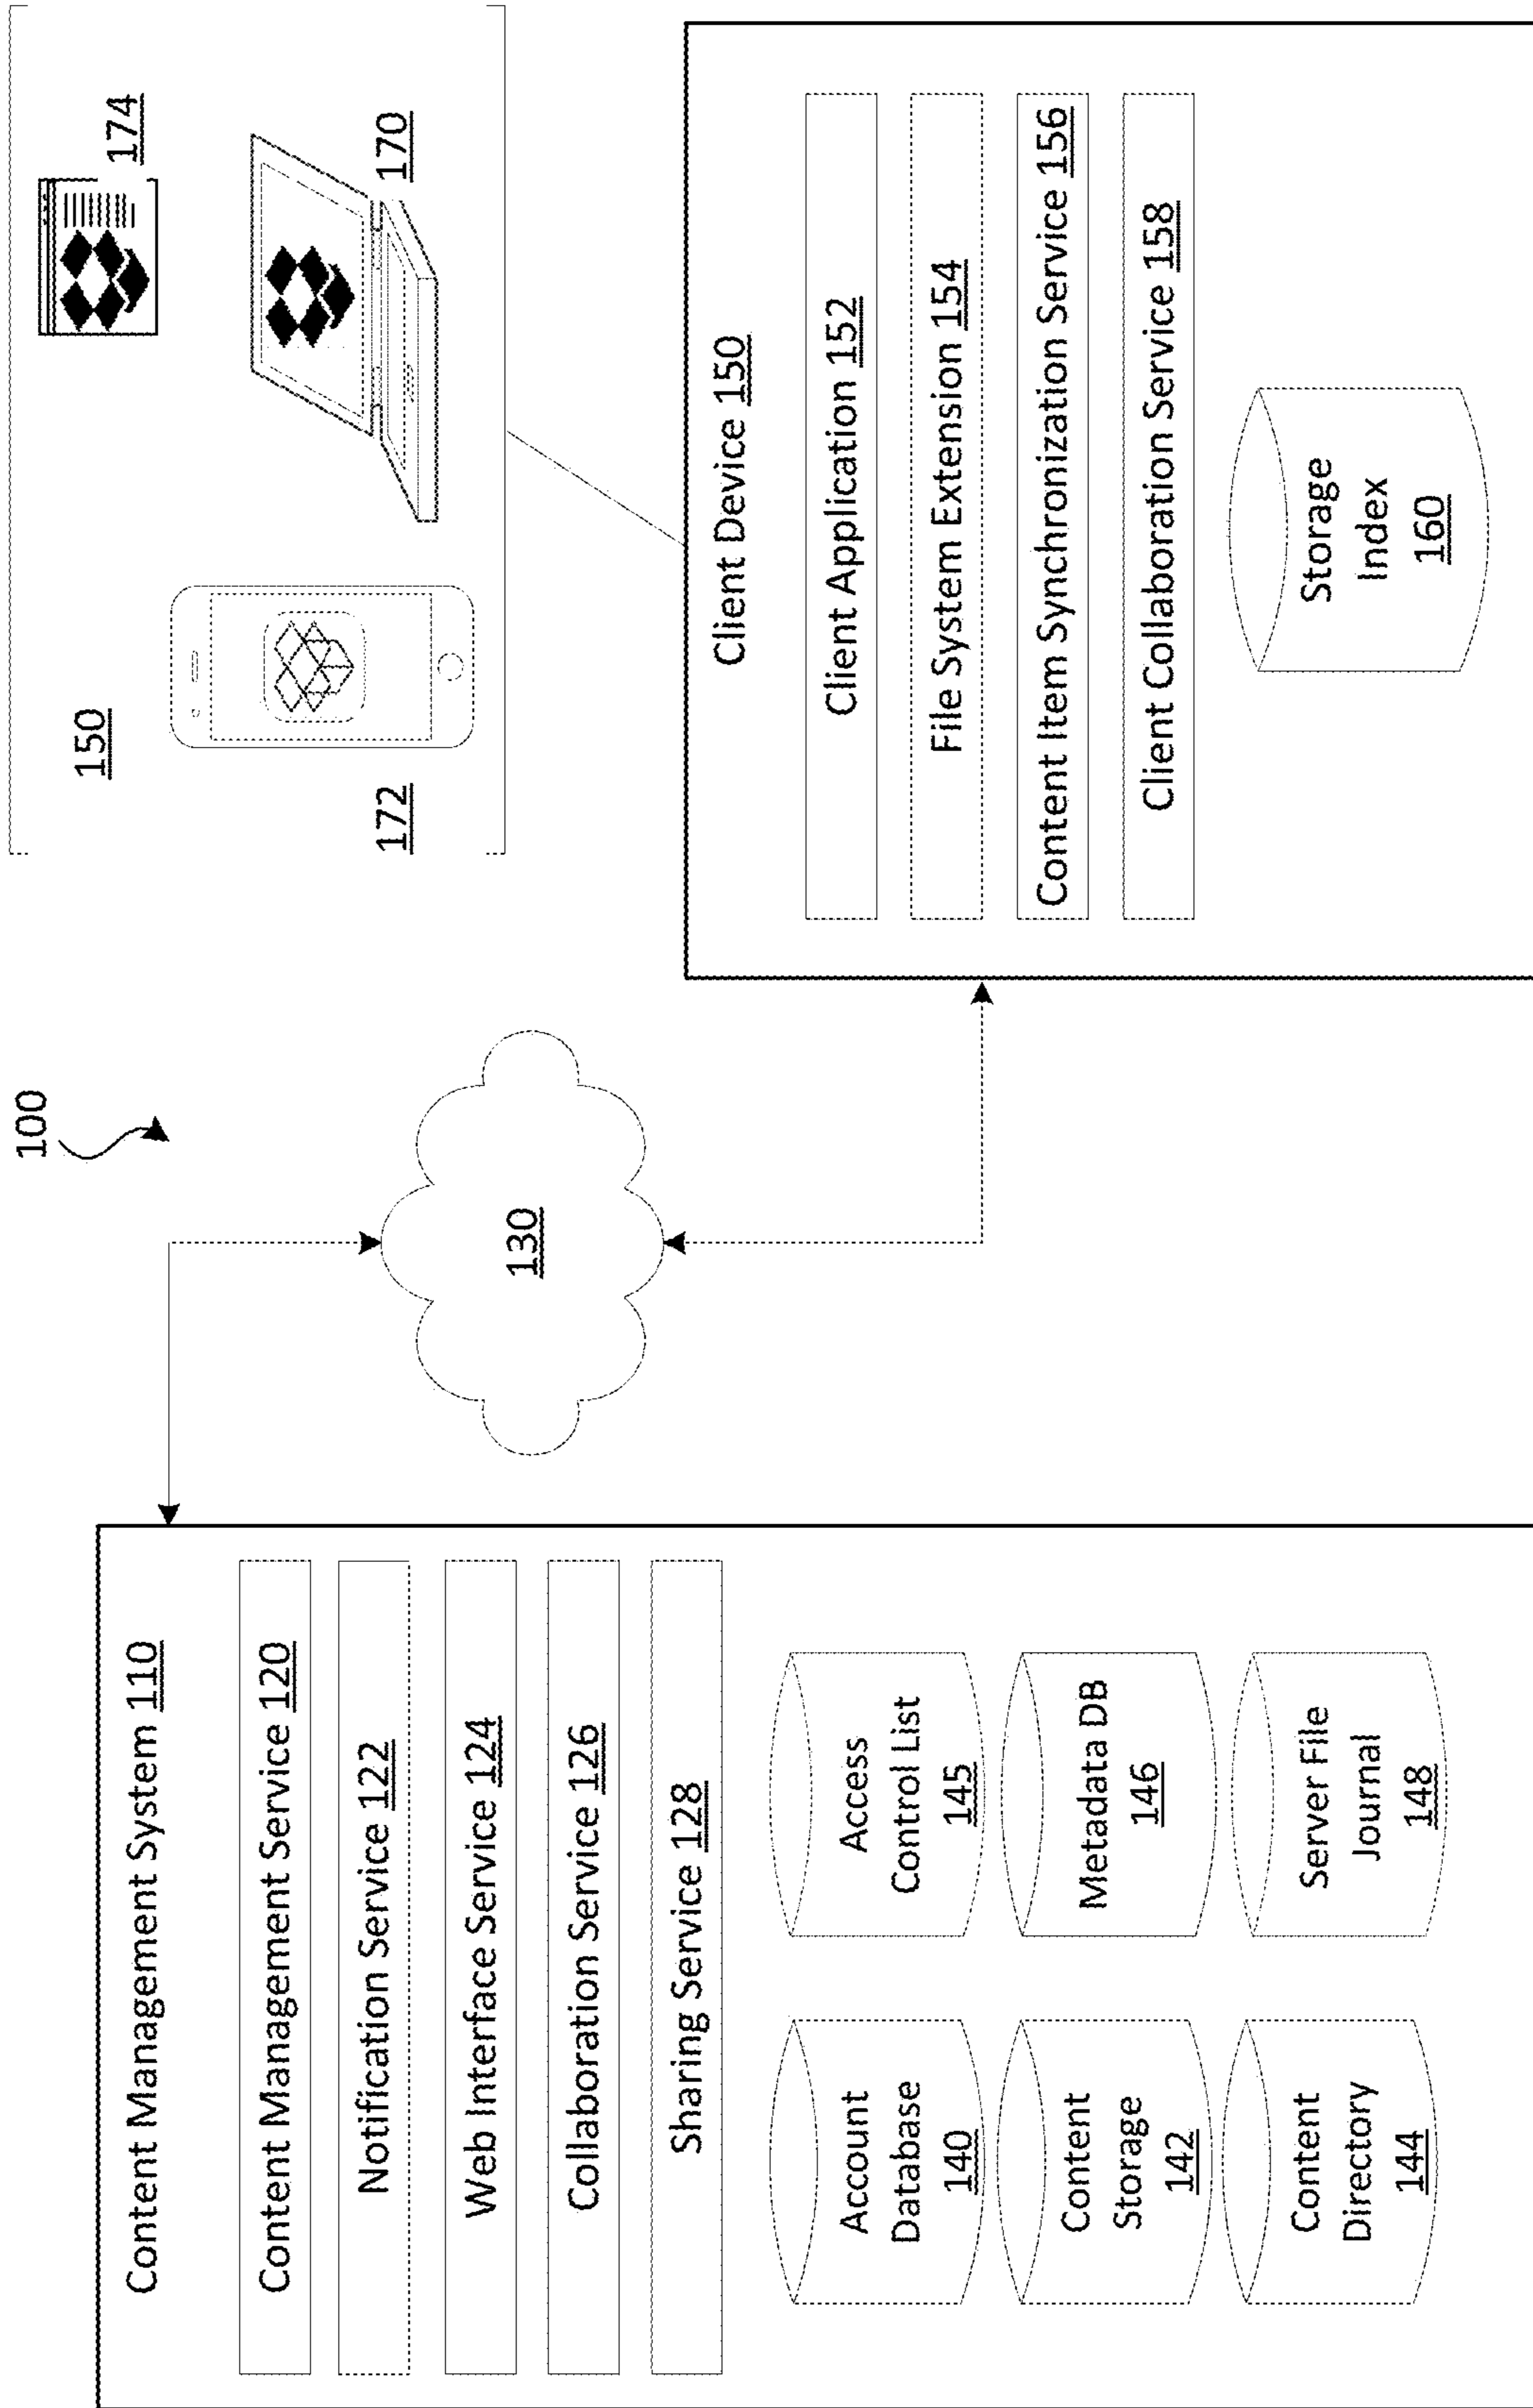 100
Content Management System 110
Content Management Service 120
Notification Service 122
Web Interface Service 124
Collaboration Service 126
Sharing Service 128
Account
Database
140
Access
Control List
145
Content
Storage
142
Metadata DB
146
Content
Directory
144
Server File
Journal
148
130
150
174
172
170
Client Device 150
Client Application 152
File System Extension 154
Content Item Synchronization Service 156
Client Collaboration Service 158
Storage
Index
160